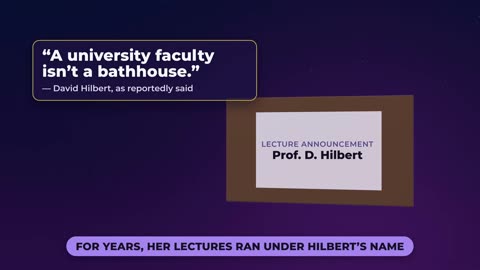 “A university faculty
isn’t a bathhouse.”
— David Hilbert, as reportedly said
LECTURE ANNOUNCEMENT
Prof. D. Hilbert
FOR YEARS, HER LECTURES RAN UNDER HILBERT’S NAME